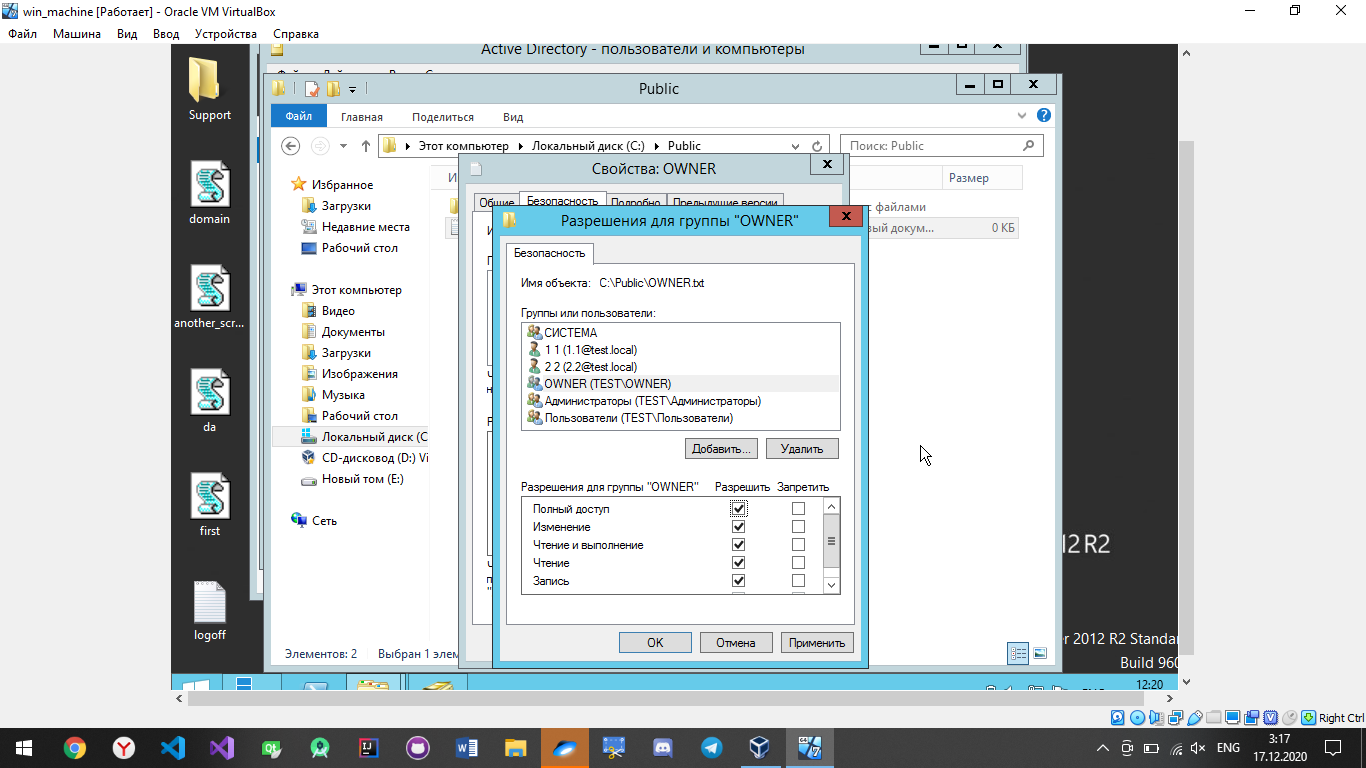 win_machine [Работает] - Oracle VM VirtualBox
Файл Машина Вид Ввод Устройства Справка
Active Directory - пользователи и компьютеры
Support
domain
another_scr...
da
first
logoff
Public
Файл Главная Поделиться Вид
Этот компьютер Локальный диск (C:) Public
Поиск: Public
Избранное
Загрузки
Недавние места
Рабочий стол
Этот компьютер
Видео
Документы
Загрузки
Изображения
Музыка
Рабочий стол
Локальный диск (C
CD-дисковод (D:) Vi
Новый том (E:)
Сеть
Размер
с файлами
вый докум... 0 КБ
Элементов: 2 Выбран 1 элем
Свойства: OWNER
Общие Безопасность Подробно Предыдущие версии
Разрешения для группы "OWNER"
Безопасность
Имя объекта: C:\Public\OWNER.txt
Группы или пользователи:
СИСТЕМА
1 1 (1.1@test.local)
2 2 (2.2@test.local)
OWNER (TEST\OWNER)
Администраторы (TEST\Администраторы)
Пользователи (TEST\Пользователи)
Добавить... Удалить
Разрешения для группы "OWNER" Разрешить Запретить
Полный доступ
Изменение
Чтение и выполнение
Чтение
Запись
OK Отмена Применить
12 R2
er 2012 R2 Standa
Build 960
12:20
Right Ctrl
ENG
3:17
17.12.2020